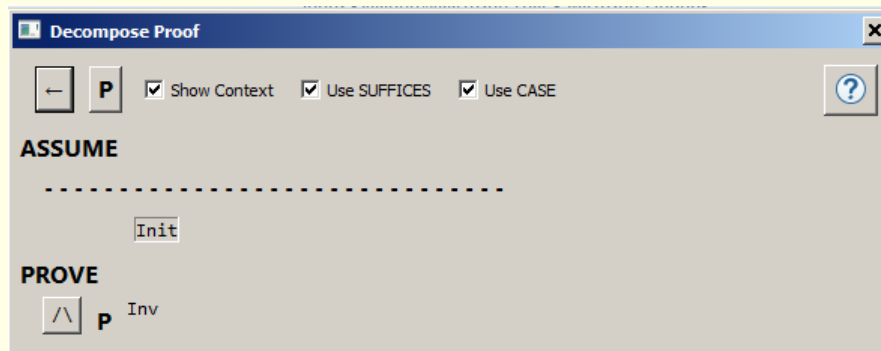 Decompose Proof
← P Show Context Use SUFFICES Use CASE ?
ASSUME
--------------------------------
Init
PROVE
/\ P Inv